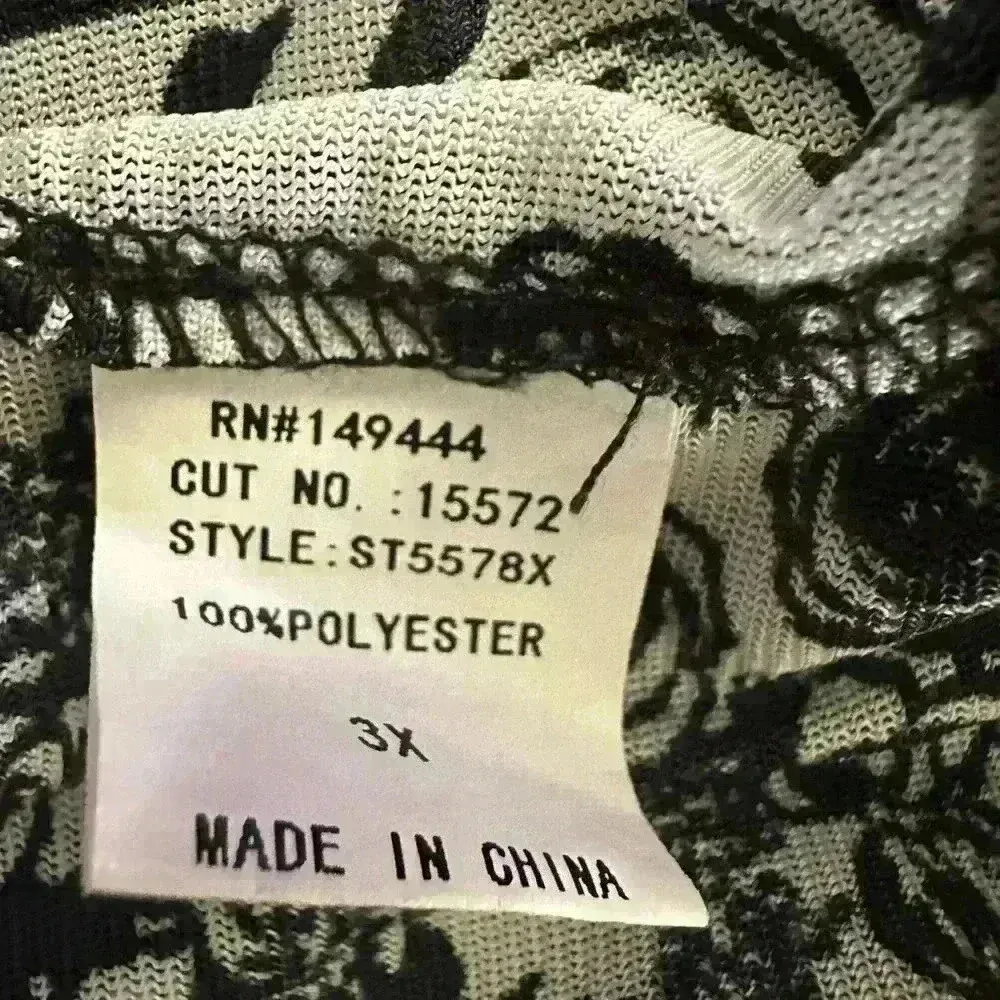 RN#149444
CUT NO. :15572
STYLE:ST5578X
100%POLYESTER
3X
MADE IN CHINA